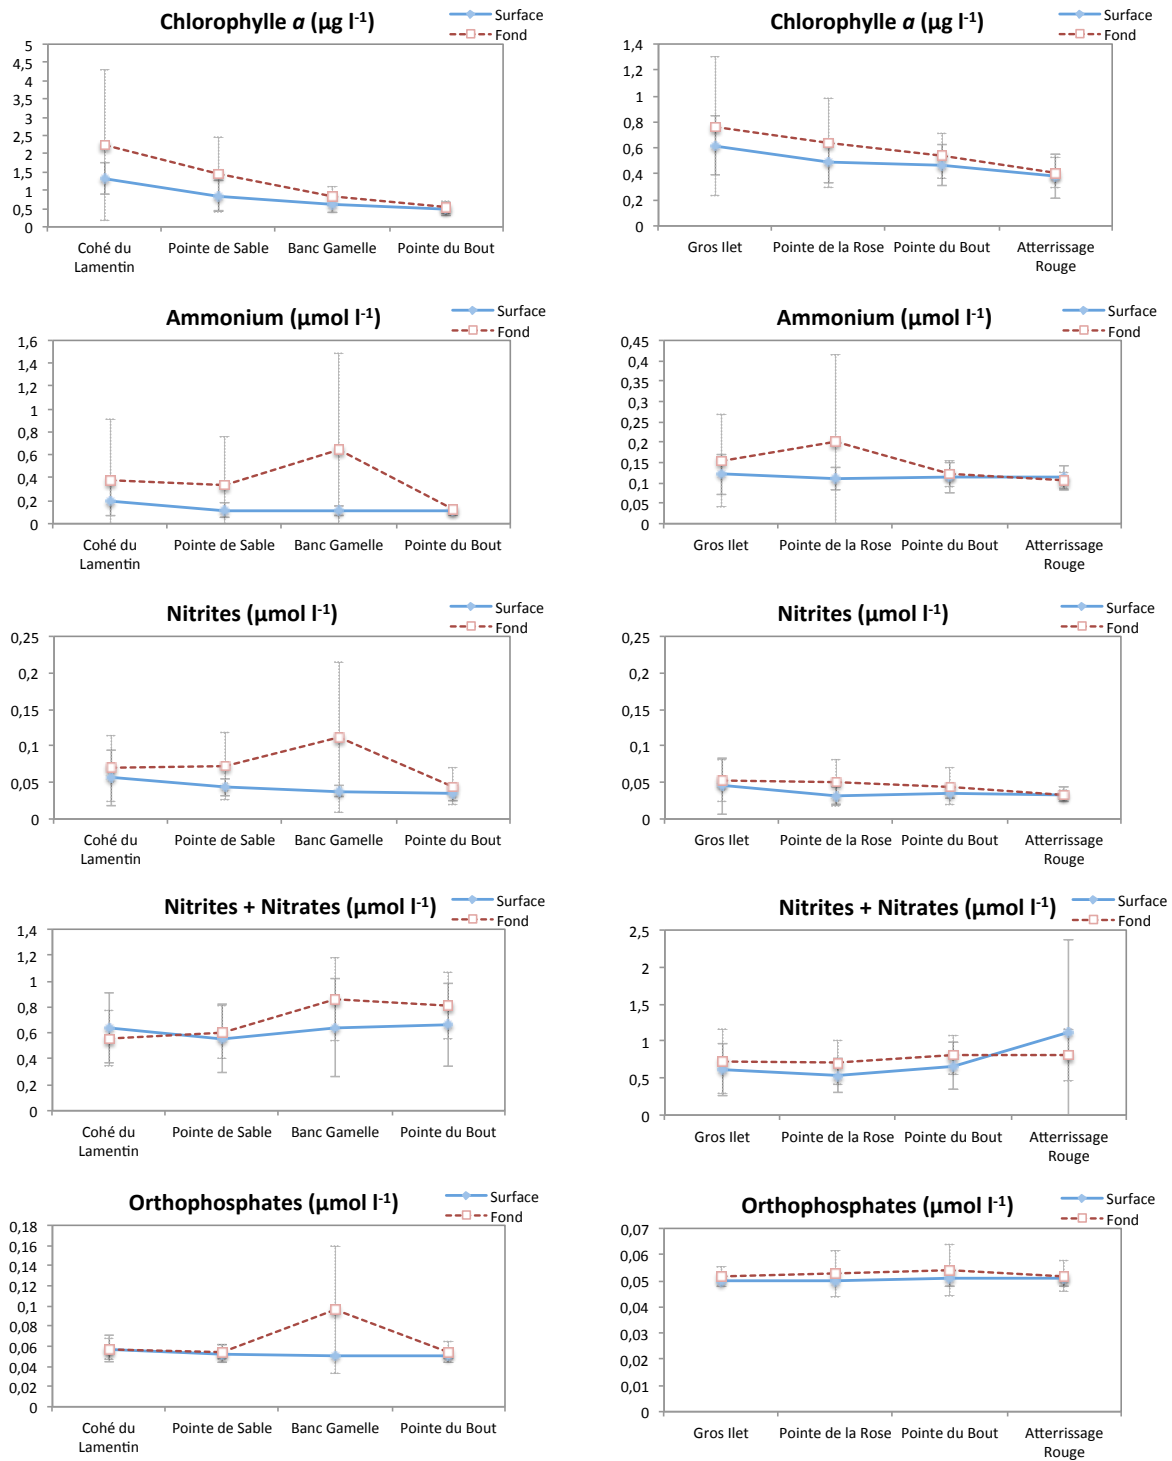 Chlorophylle a (µg l-1)
Surface
Fond
5
4,5
4
3,5
3
2,5
2
1,5
1
0,5
0
Cohé du Lamentin
Pointe de Sable
Banc Gamelle
Pointe du Bout
Chlorophylle a (µg l-1)
Surface
Fond
1,4
1,2
1
0,8
0,6
0,4
0,2
0
Gros Ilet
Pointe de la Rose
Pointe du Bout
Atterrissage Rouge
Ammonium (µmol l-1)
Surface
Fond
1,6
1,4
1,2
1
0,8
0,6
0,4
0,2
0
Cohé du Lamentin
Pointe de Sable
Banc Gamelle
Pointe du Bout
Ammonium (µmol l-1)
Surface
Fond
0,45
0,4
0,35
0,3
0,25
0,2
0,15
0,1
0,05
0
Gros Ilet
Pointe de la Rose
Pointe du Bout
Atterrissage Rouge
Nitrites (µmol l-1)
Surface
Fond
0,25
0,2
0,15
0,1
0,05
0
Cohé du Lamentin
Pointe de Sable
Banc Gamelle
Pointe du Bout
Nitrites (µmol l-1)
Surface
Fond
0,25
0,2
0,15
0,1
0,05
0
Gros Ilet
Pointe de la Rose
Pointe du Bout
Atterrissage Rouge
Nitrites + Nitrates (µmol l-1)
Surface
Fond
1,4
1,2
1
0,8
0,6
0,4
0,2
0
Cohé du Lamentin
Pointe de Sable
Banc Gamelle
Pointe du Bout
Nitrites + Nitrates (µmol l-1)
Surface
Fond
2,5
2
1,5
1
0,5
0
Gros Ilet
Pointe de la Rose
Pointe du Bout
Atterrissage Rouge
Orthophosphates (µmol l-1)
Surface
Fond
0,18
0,16
0,14
0,12
0,1
0,08
0,06
0,04
0,02
0
Cohé du Lamentin
Pointe de Sable
Banc Gamelle
Pointe du Bout
Orthophosphates (µmol l-1)
Surface
Fond
0,07
0,06
0,05
0,04
0,03
0,02
0,01
0
Gros Ilet
Pointe de la Rose
Pointe du Bout
Atterrissage Rouge